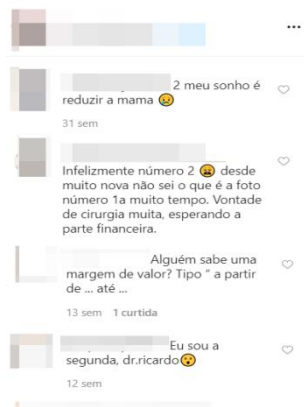 2 meu sonho é
reduzir a mama 😟
31 sem
Infelizmente número 2 😩 desde
muito nova não sei o que é a foto
número 1a muito tempo. Vontade
de cirurgia muita, esperando a
parte financeira.
Alguém sabe uma
margem de valor? Tipo " a partir
de ... até ...
13 sem 1 curtida
Eu sou a
segunda, dr.ricardo😮
12 sem